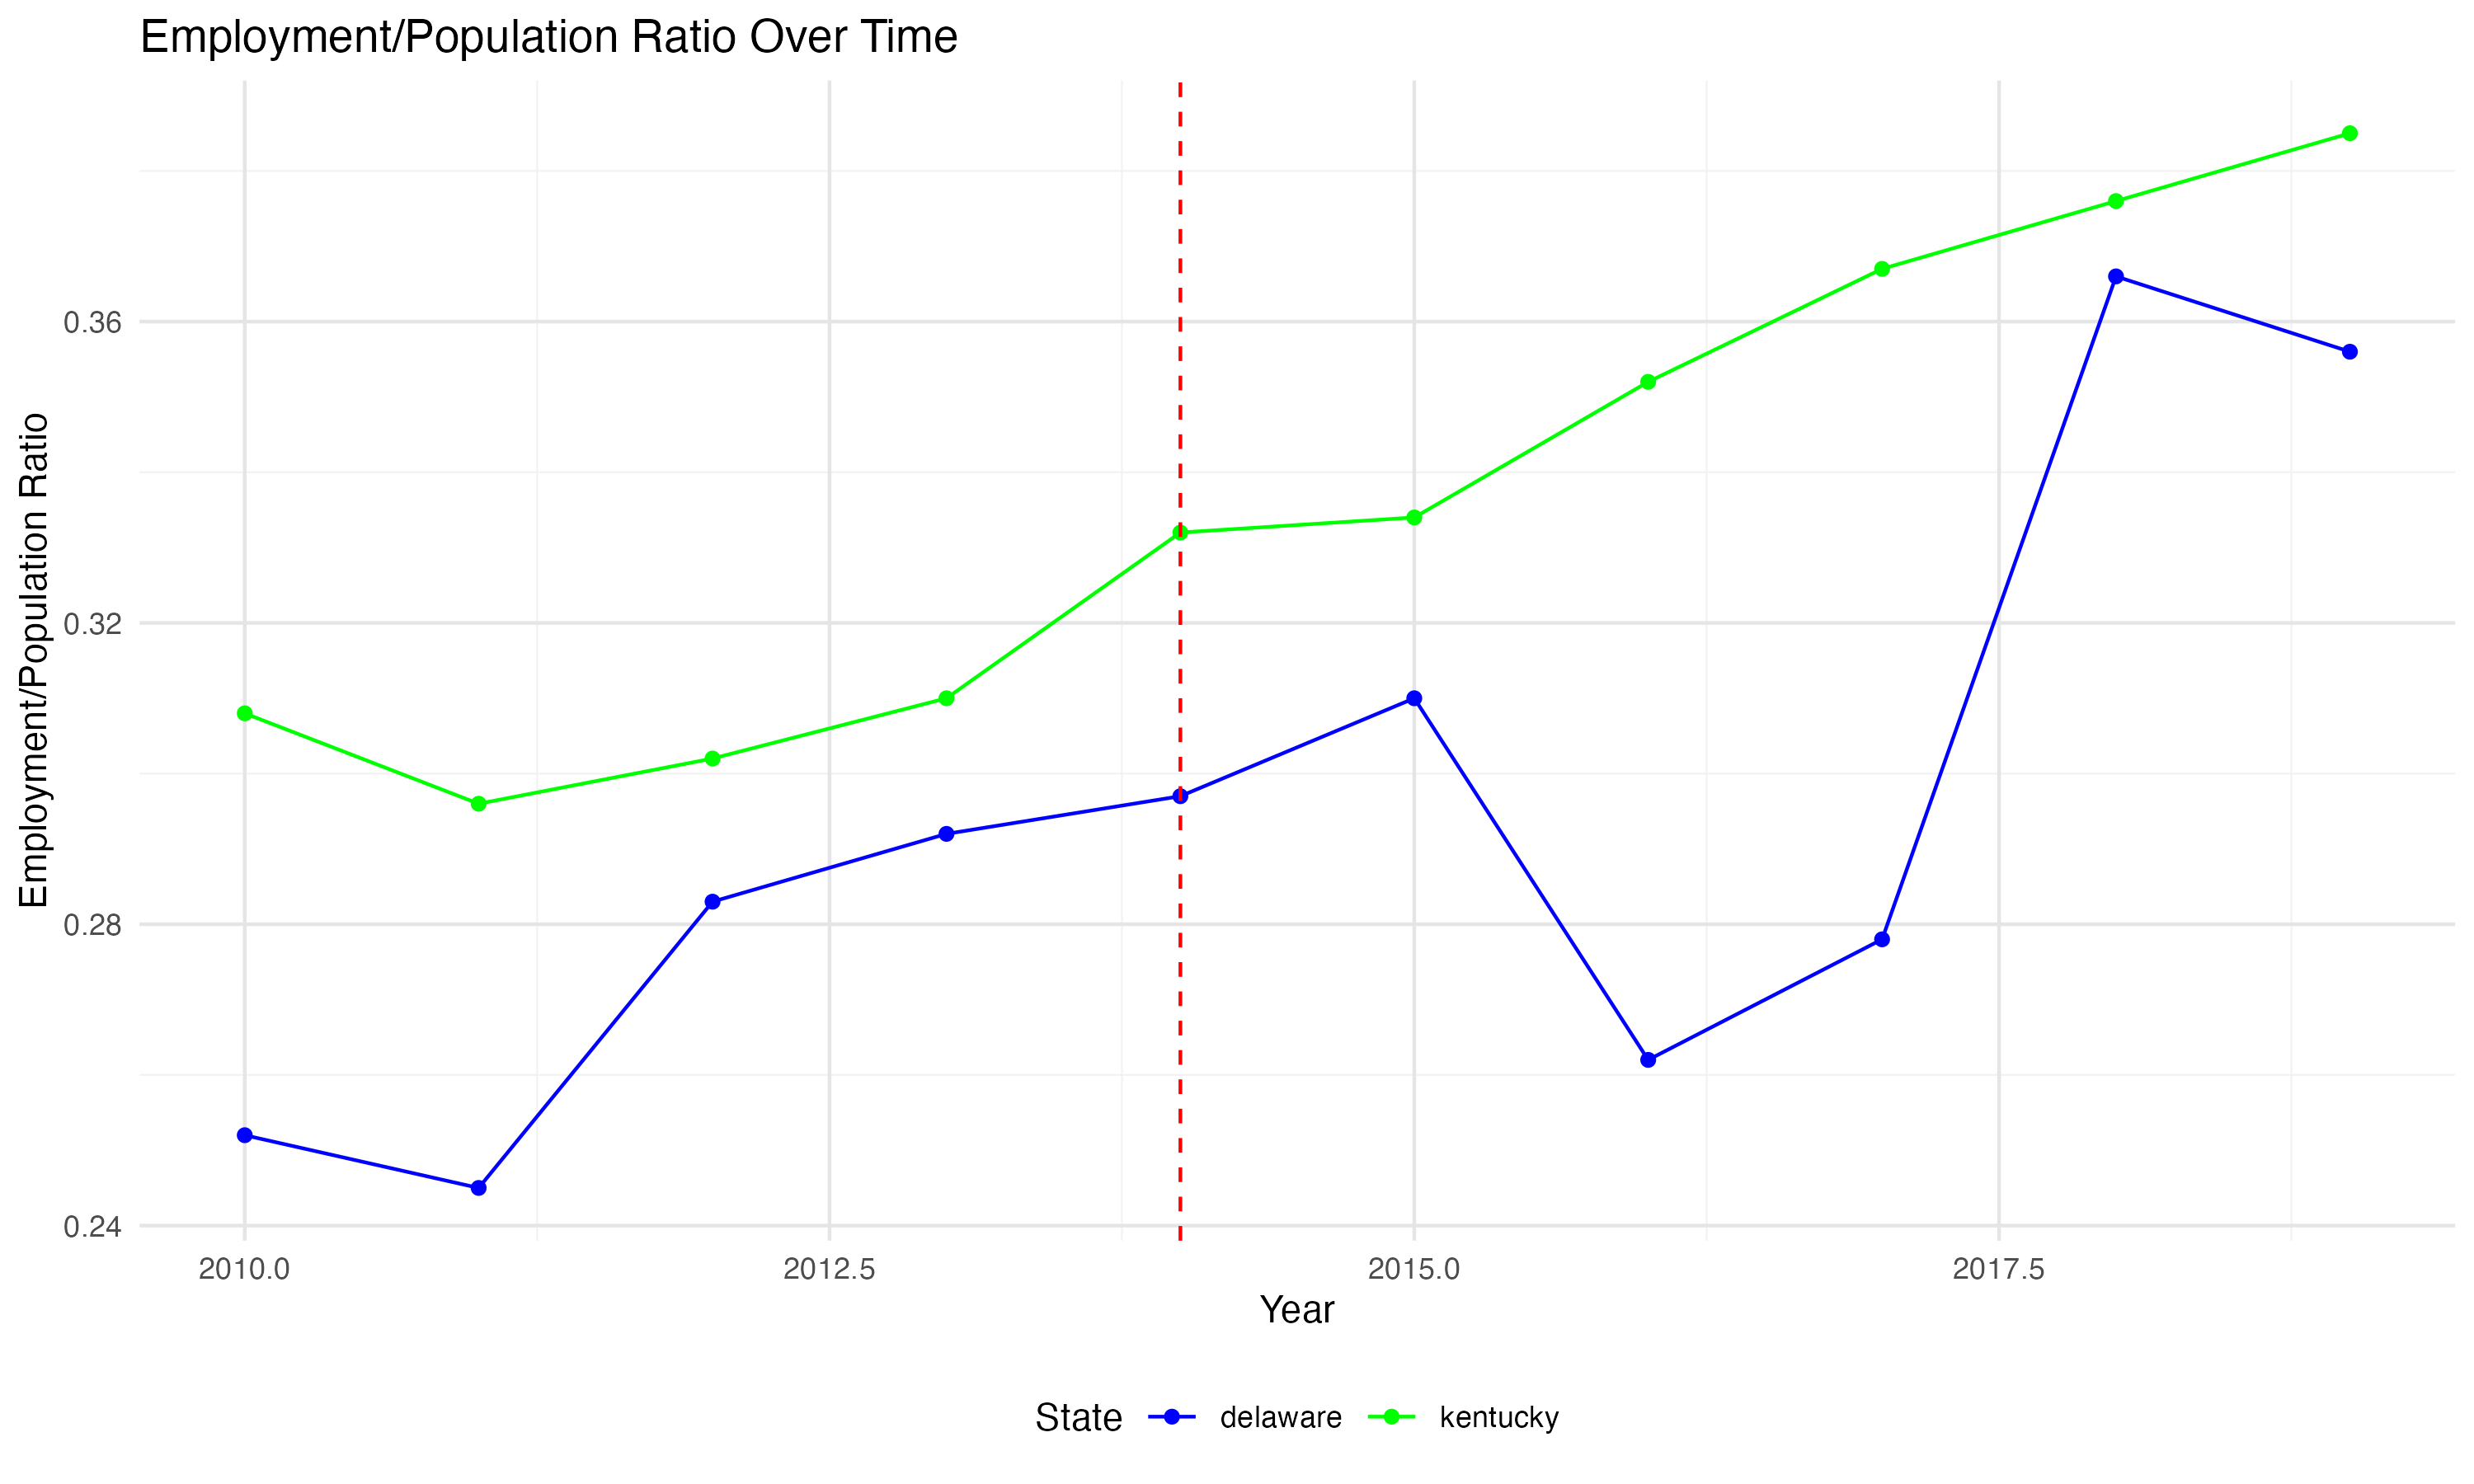 Employment/Population Ratio Over Time
Employment/Population Ratio
0.36
0.32
0.28
0.24
2010.0 2012.5 2015.0 2017.5
Year
State delaware kentucky